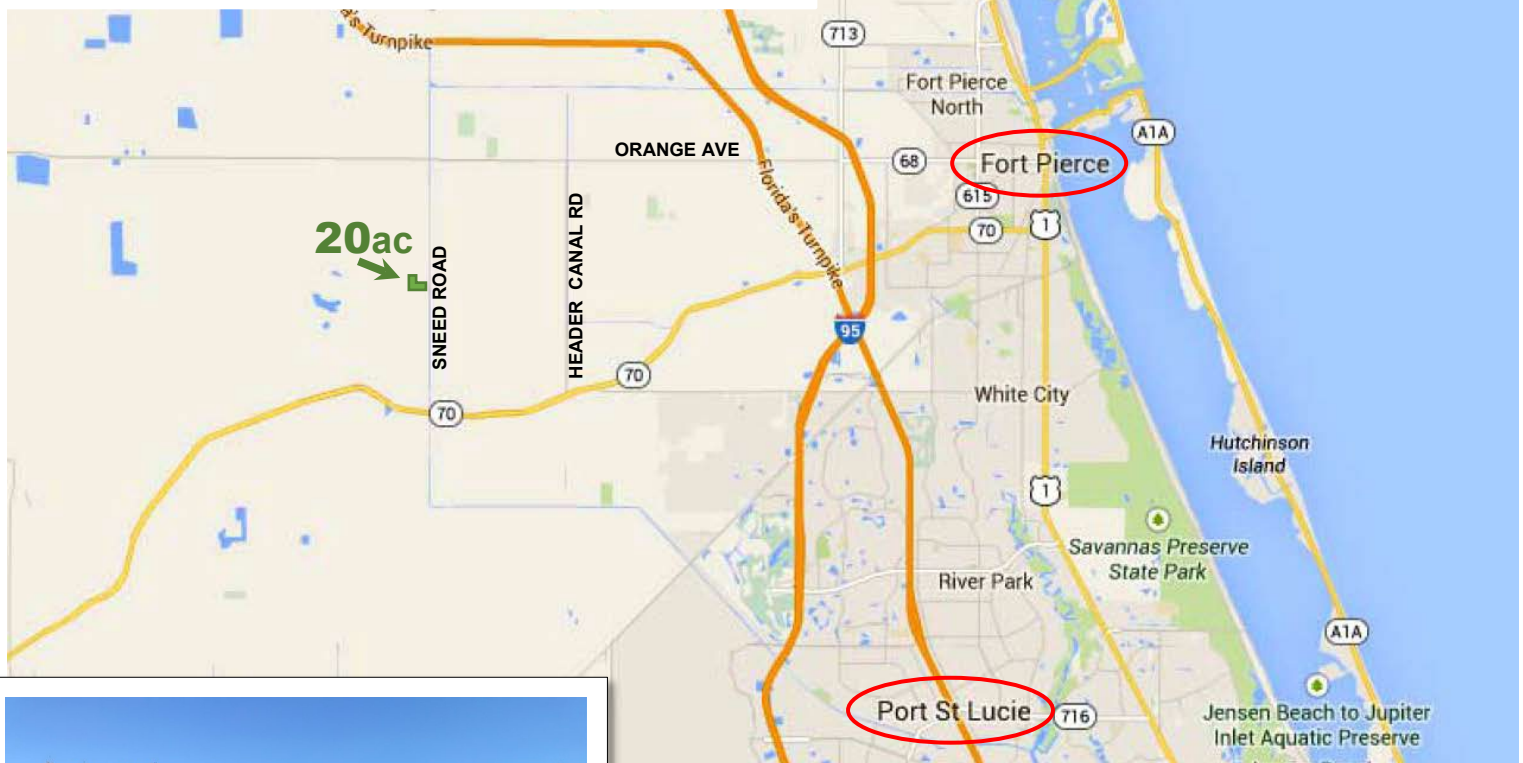 a's Turnpike
713
Fort Pierce
North
A1A
ORANGE AVE
68
Fort Pierce
615
Florida's Turnpike
70
1
20ac
SNEED ROAD
HEADER CANAL RD
95
70
70
White City
Hutchinson
Island
1
Savannas Preserve
State Park
River Park
A1A
Port St Lucie
716
Jensen Beach to Jupiter
Inlet Aquatic Preserve